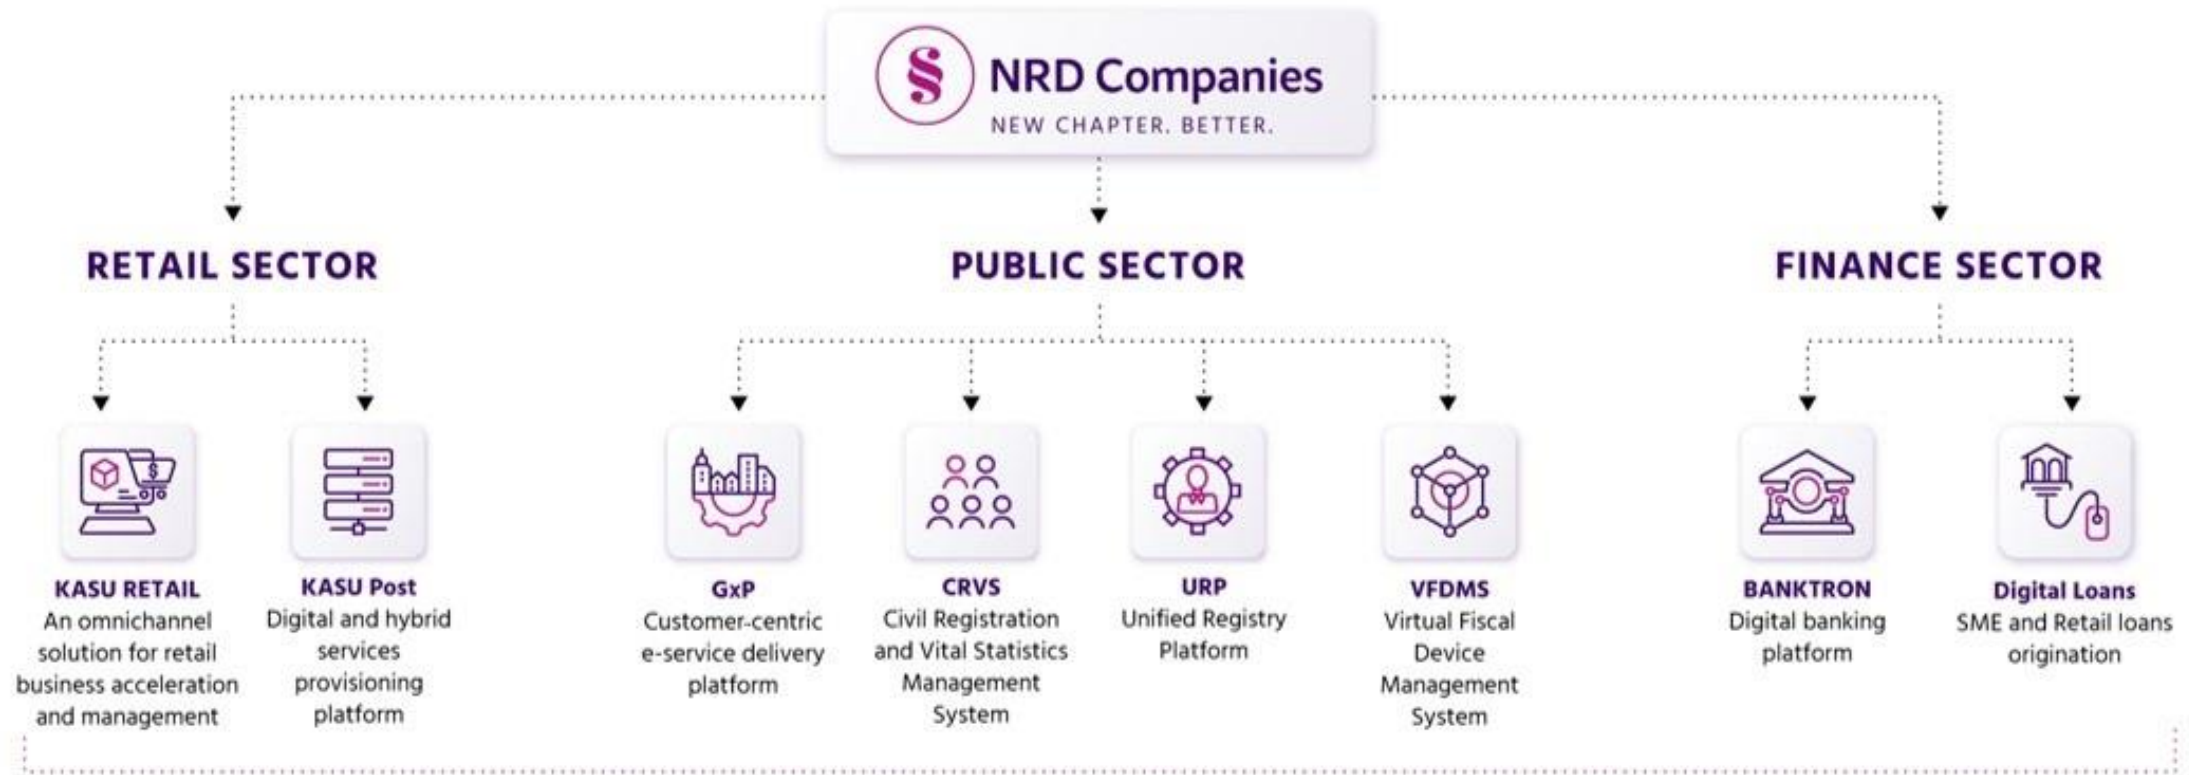 NRD Companies
NEW CHAPTER. BETTER.
RETAIL SECTOR
PUBLIC SECTOR
FINANCE SECTOR
KASU RETAIL
An omnichannel
solution for retail
business acceleration
and management
KASU Post
Digital and hybrid
services
provisioning
platform
GxP
Customer-centric
e-service delivery
platform
CRVS
Civil Registration
and Vital Statistics
Management
System
URP
Unified Registry
Platform
VFDMS
Virtual Fiscal
Device
Management
System
BANKTRON
Digital banking
platform
Digital Loans
SME and Retail loans
origination